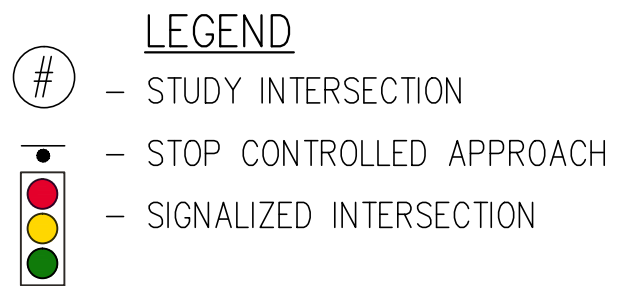 LEGEND
# – STUDY INTERSECTION
– STOP CONTROLLED APPROACH
– SIGNALIZED INTERSECTION